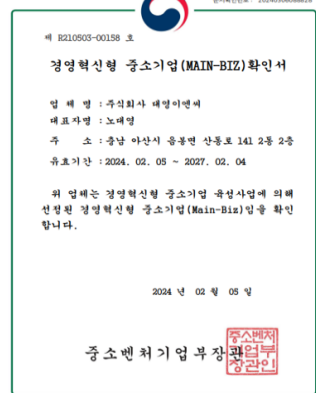 제 R210503-00158 호
경영혁신형 중소기업(MAIN-BIZ)확인서
업 체 명 : 주식회사 태영이앤씨
대표자명 : 노대영
주 소 : 충남 아산시 음봉면 산동로 141 2동 2층
유효기간 : 2024. 02. 05 ~ 2027. 02. 04
위 업체는 경영혁신형 중소기업 육성사업에 의해
선정된 경영혁신형 중소기업(Main-Biz)임을 확인
합니다.
2024 년 02 월 05 일
중소벤처기업부장관
중소벤처
기업부
장관인